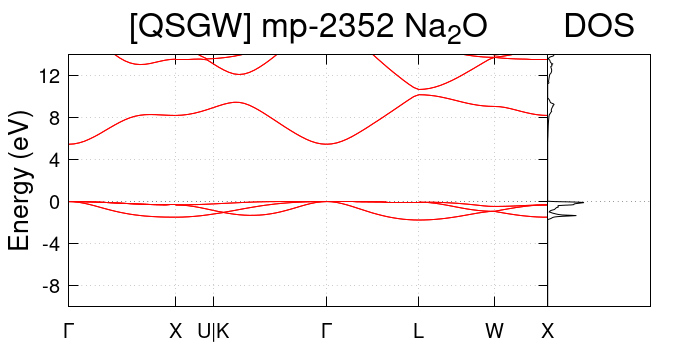 [QSGW] mp-2352 Na₂O DOS
Energy (eV)
12
8
4
0
-4
-8
Γ X U|K Γ L W X